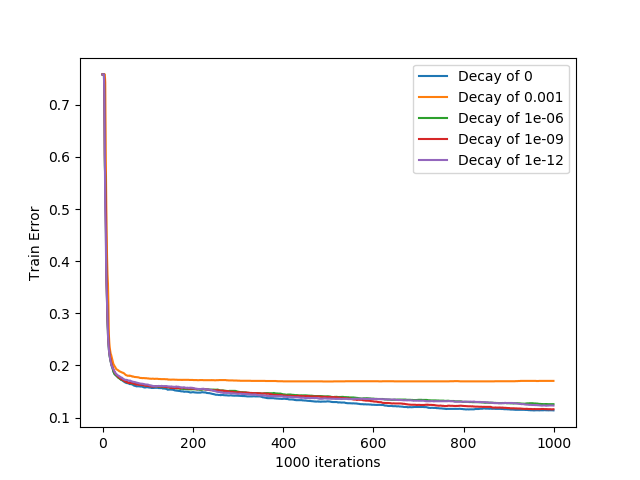 Decay of 0
Decay of 0.001
Decay of 1e-06
Decay of 1e-09
Decay of 1e-12
Train Error
0.7
0.6
0.5
0.4
0.3
0.2
0.1
0 200 400 600 800 1000
1000 iterations